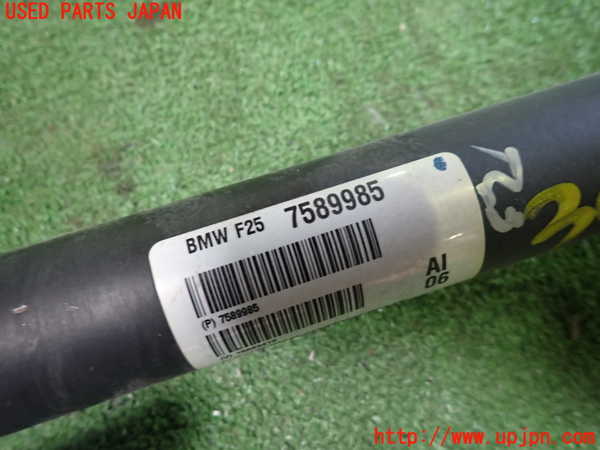 USED PARTS JAPAN
BMW F25 7589985
AI
06
(P) 7589985
http://www.upjpn.com